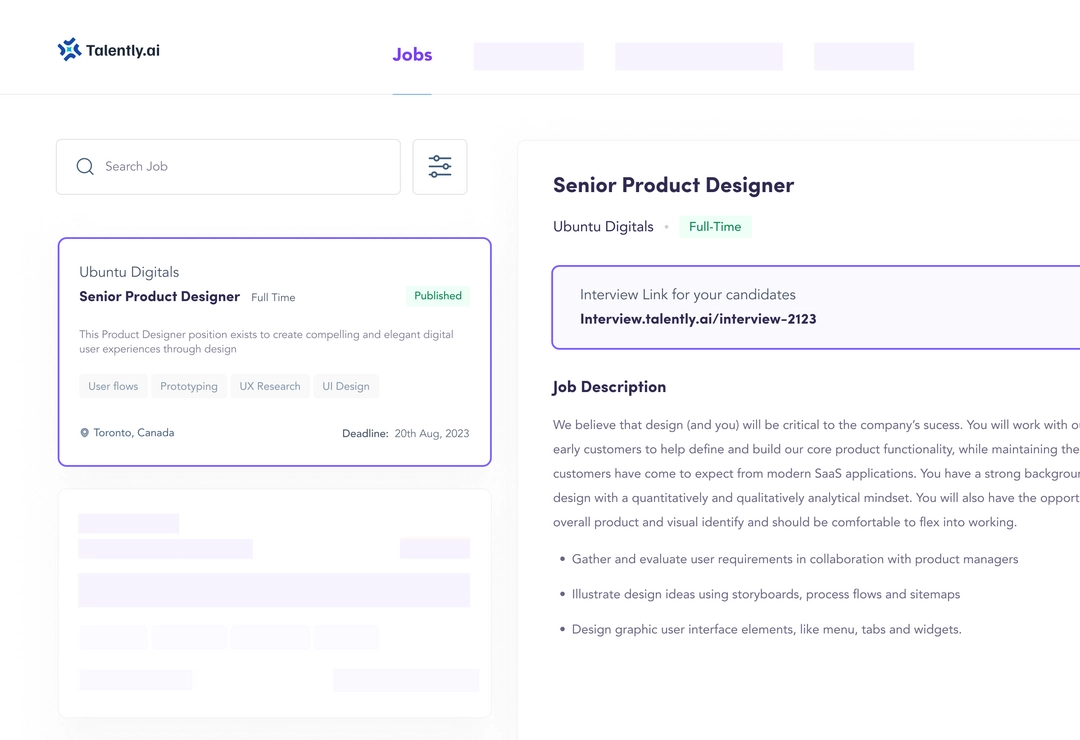 Talently.ai
Jobs
Search Job
Ubuntu Digitals
Senior Product Designer Full Time
Published
This Product Designer position exists to create compelling and elegant digital
user experiences through design
User flows Prototyping UX Research UI Design
Toronto, Canada
Deadline: 20th Aug, 2023
Senior Product Designer
Ubuntu Digitals • Full-Time
Interview Link for your candidates
Interview.talently.ai/interview-2123
Job Description
We believe that design (and you) will be critical to the company's sucess. You will work with
early customers to help define and build our core product functionality, while maintaining the
customers have come to expect from modern SaaS applications. You have a strong
design with a quantitatively and qualitatively analytical mindset. You will also have the
overall product and visual identify and should be comfortable to flex into working.
• Gather and evaluate user requirements in collaboration with product managers
• Illustrate design ideas using storyboards, process flows and sitemaps
• Design graphic user interface elements, like menu, tabs and widgets.